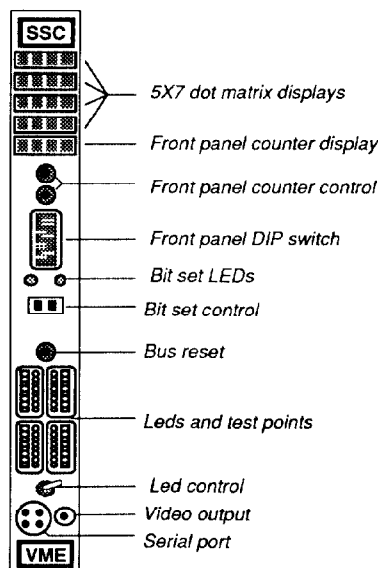 SSC
5X7 dot matrix displays
Front panel counter display
Front panel counter control
Front panel DIP switch
Bit set LEDs
Bit set control
Bus reset
Leds and test points
Led control
Video output
Serial port
VME